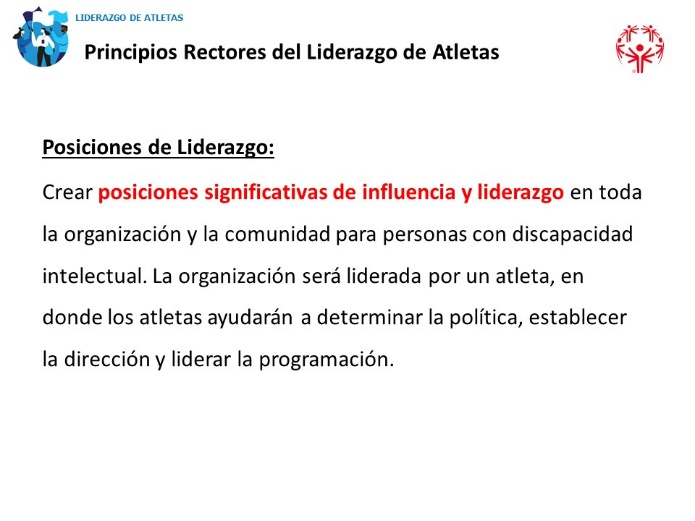 LIDERAZGO DE ATLETAS
Principios Rectores del Liderazgo de Atletas
Posiciones de Liderazgo:
Crear posiciones significativas de influencia y liderazgo en toda
la organización y la comunidad para personas con discapacidad
intelectual. La organización será liderada por un atleta, en
donde los atletas ayudarán a determinar la política, establecer
la dirección y liderar la programación.